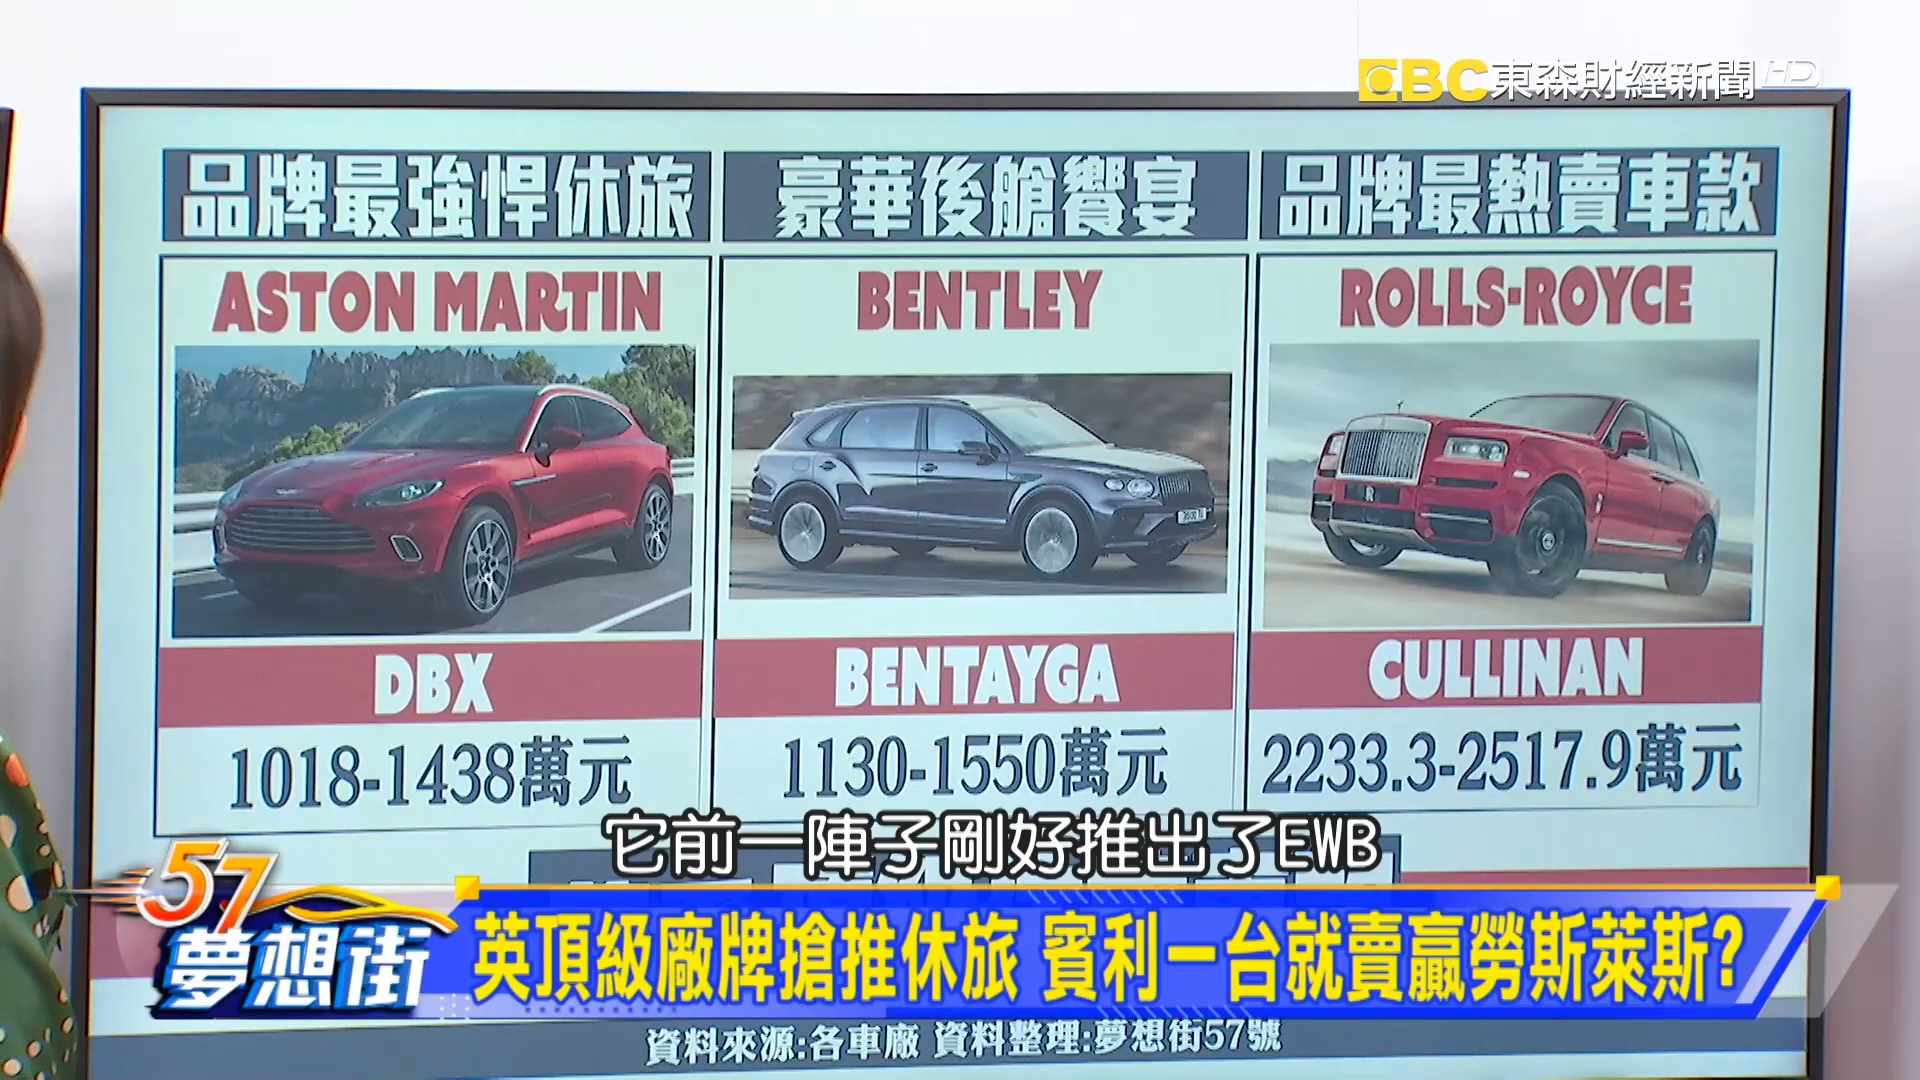 EBC東森財經新聞HD
品牌最強悍休旅
豪華後艙饗宴
品牌最熱賣車款
ASTON MARTIN
BENTLEY
ROLLS-ROYCE
DBX
BENTAYGA
CULLINAN
1018-1438萬元
1130-1550萬元
2233.3-2517.9萬元
它前一陣子剛好推出了EWB
57夢想街
英頂級廠牌搶推休旅 賓利一台就賣贏勞斯萊斯?
資料來源:各車廠 資料整理:夢想街57號